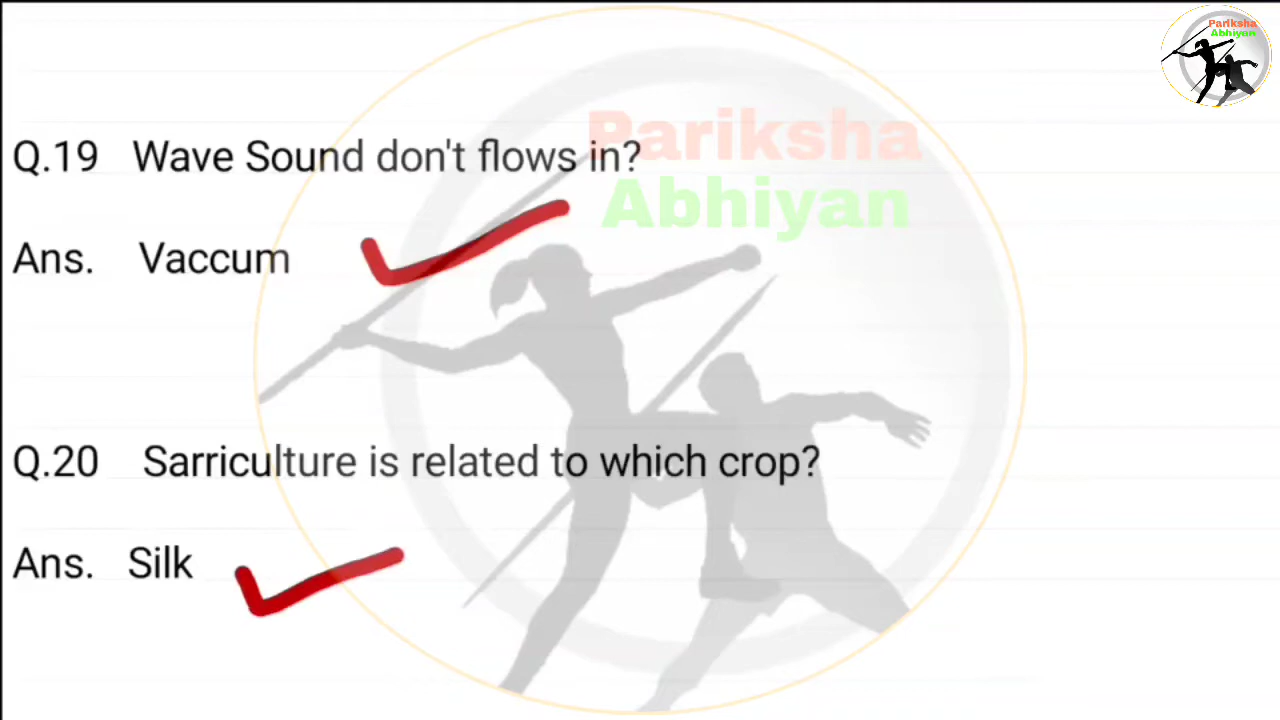 Pariksha
Abhiyan
Pariksha
Abhiyan
Q.19 Wave Sound don't flows in?
Ans. Vaccum
Q.20 Sarriculture is related to which crop?
Ans. Silk